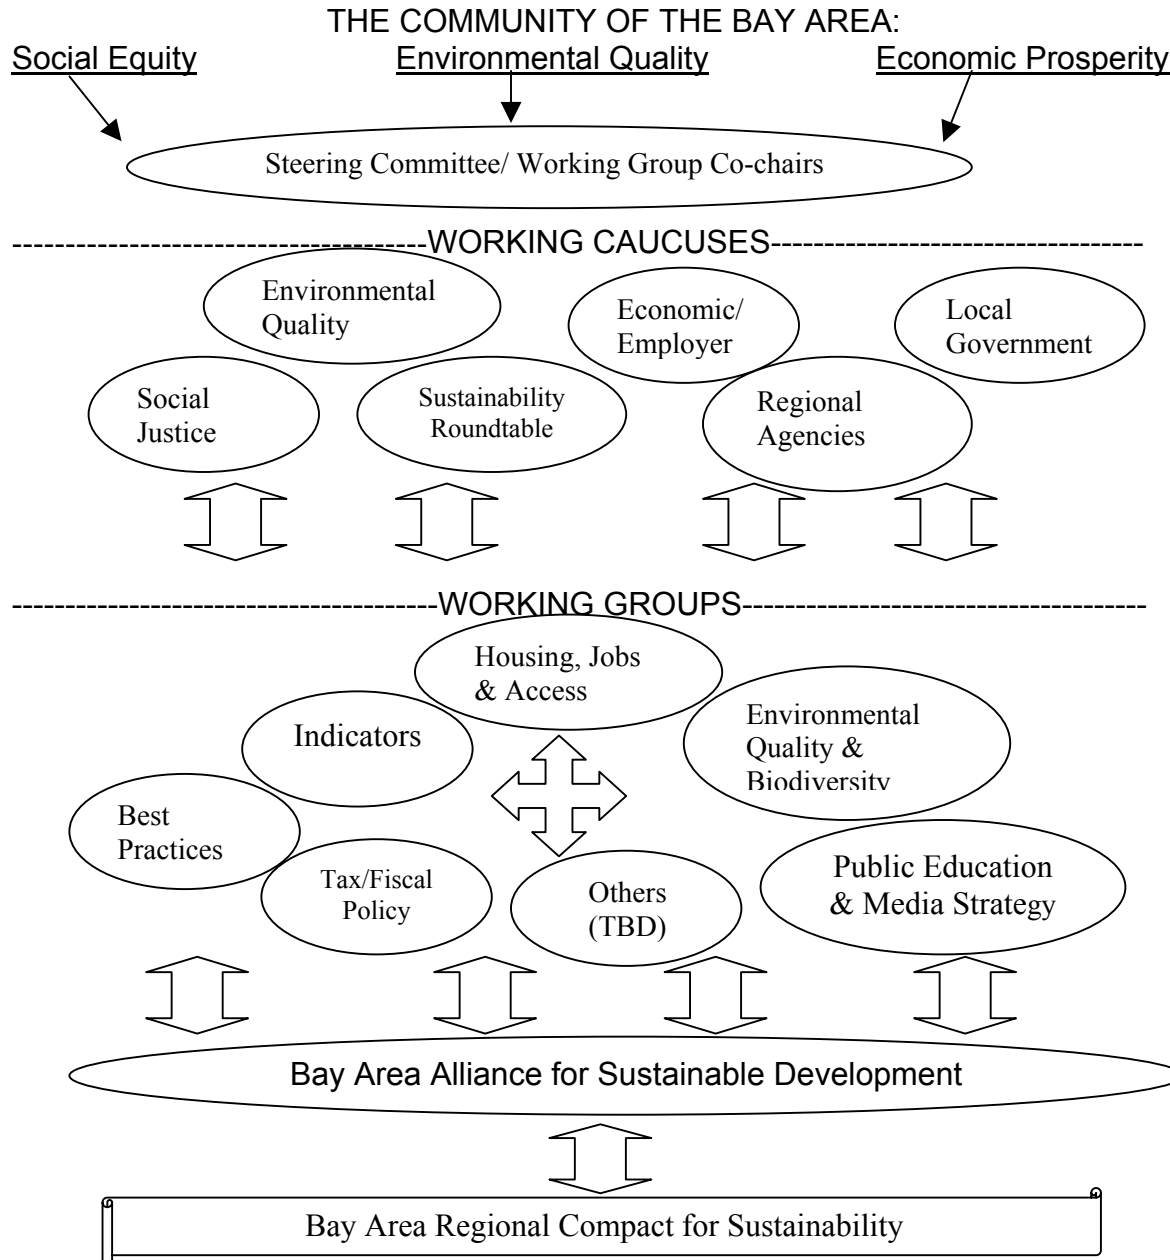 THE COMMUNITY OF THE BAY AREA:
Social Equity
Environmental Quality
Economic Prosperity
Steering Committee/ Working Group Co-chairs
WORKING CAUCUSES
Environmental
Quality
Economic/
Employer
Local
Government
Social
Justice
Sustainability
Roundtable
Regional
Agencies
WORKING GROUPS
Housing, Jobs
& Access
Indicators
Environmental
Quality &
Biodiversity
Best
Practices
Tax/Fiscal
Policy
Others
(TBD)
Public Education
& Media Strategy
Bay Area Alliance for Sustainable Development
Bay Area Regional Compact for Sustainability